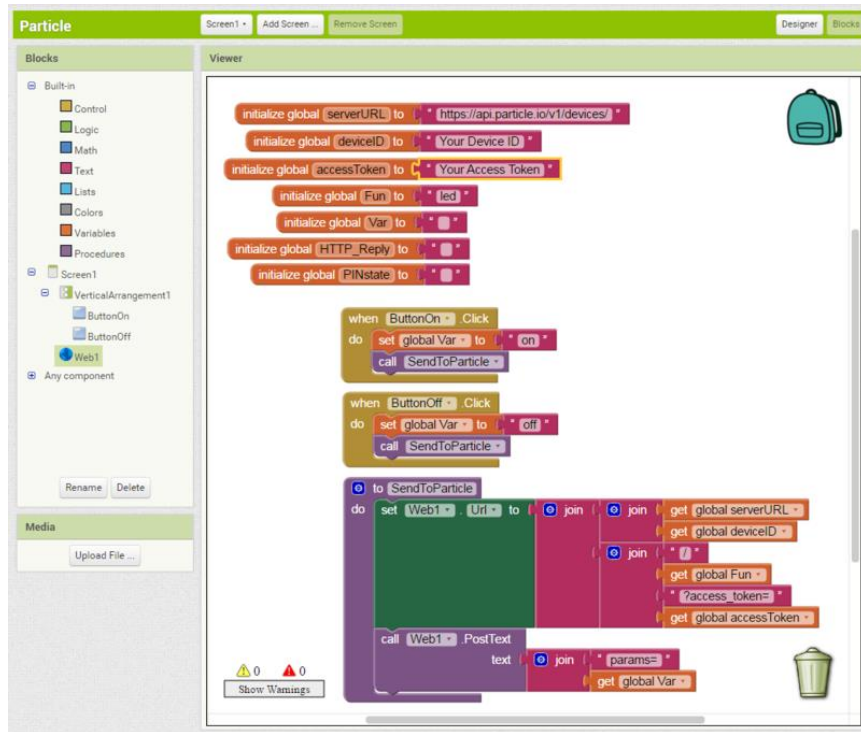 Particle
Screen1
Add Screen ...
Remove Screen
Designer
Blocks
Blocks
Built-in
Control
Logic
Math
Text
Lists
Colors
Variables
Procedures
Screen1
VerticalArrangement1
ButtonOn
ButtonOff
Web1
Any component
Rename Delete
Media
Upload File ...
Viewer
initialize global serverURL to " https://api.particle.io/v1/devices/ "
initialize global deviceID to " Your Device ID "
initialize global accessToken to " Your Access Token "
initialize global Fun to " led "
initialize global Var to " "
initialize global HTTP_Reply to " "
initialize global PINstate to " "
when ButtonOn .Click
do set global Var to " on "
call SendToParticle
when ButtonOff .Click
do set global Var to " off "
call SendToParticle
to SendToParticle
do set Web1 . Url to join join get global serverURL
get global deviceID
join " / "
get global Fun
" ?access_token= "
get global accessToken
call Web1 .PostText
text join " params= "
get global Var
0 0
Show Warnings